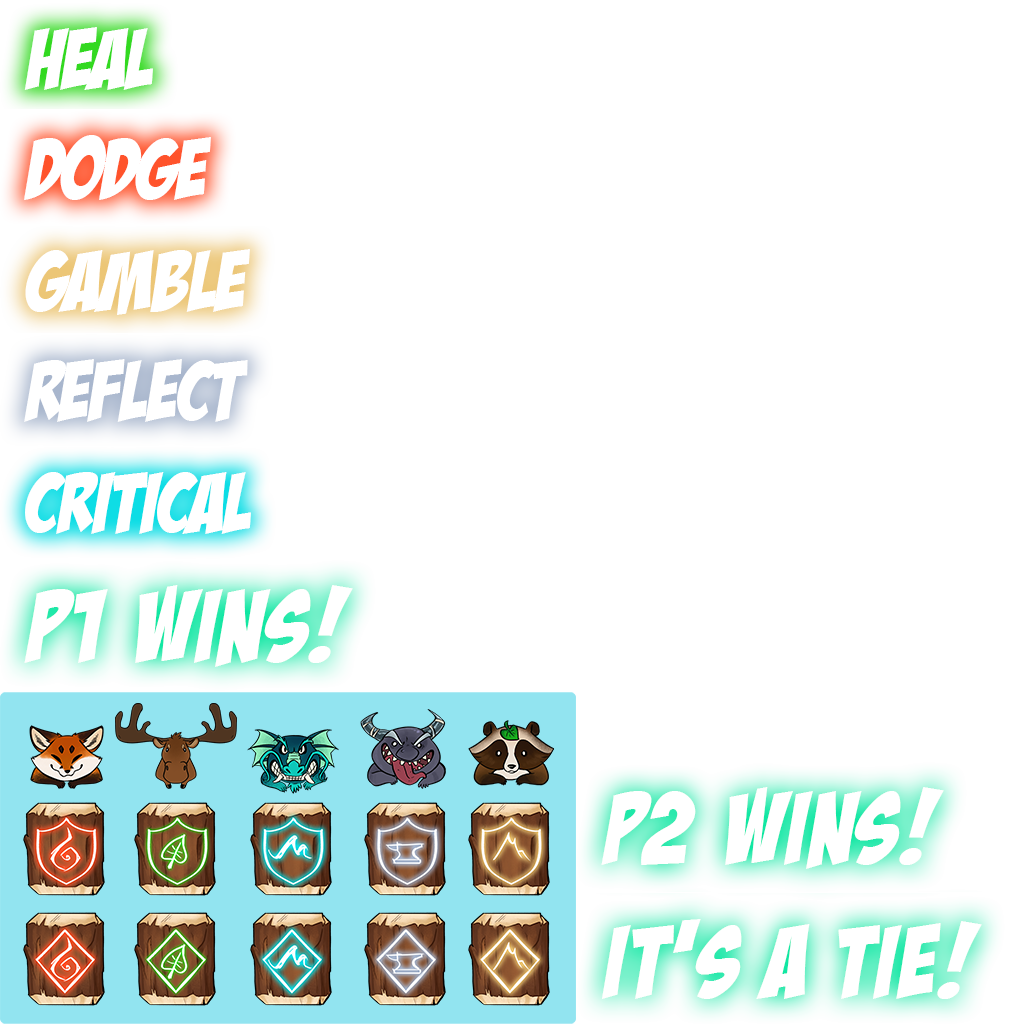 HEAL
DODGE
GAMBLE
REFLECT
CRITICAL
P1 WINS!
P2 WINS!
IT'S A TIE!